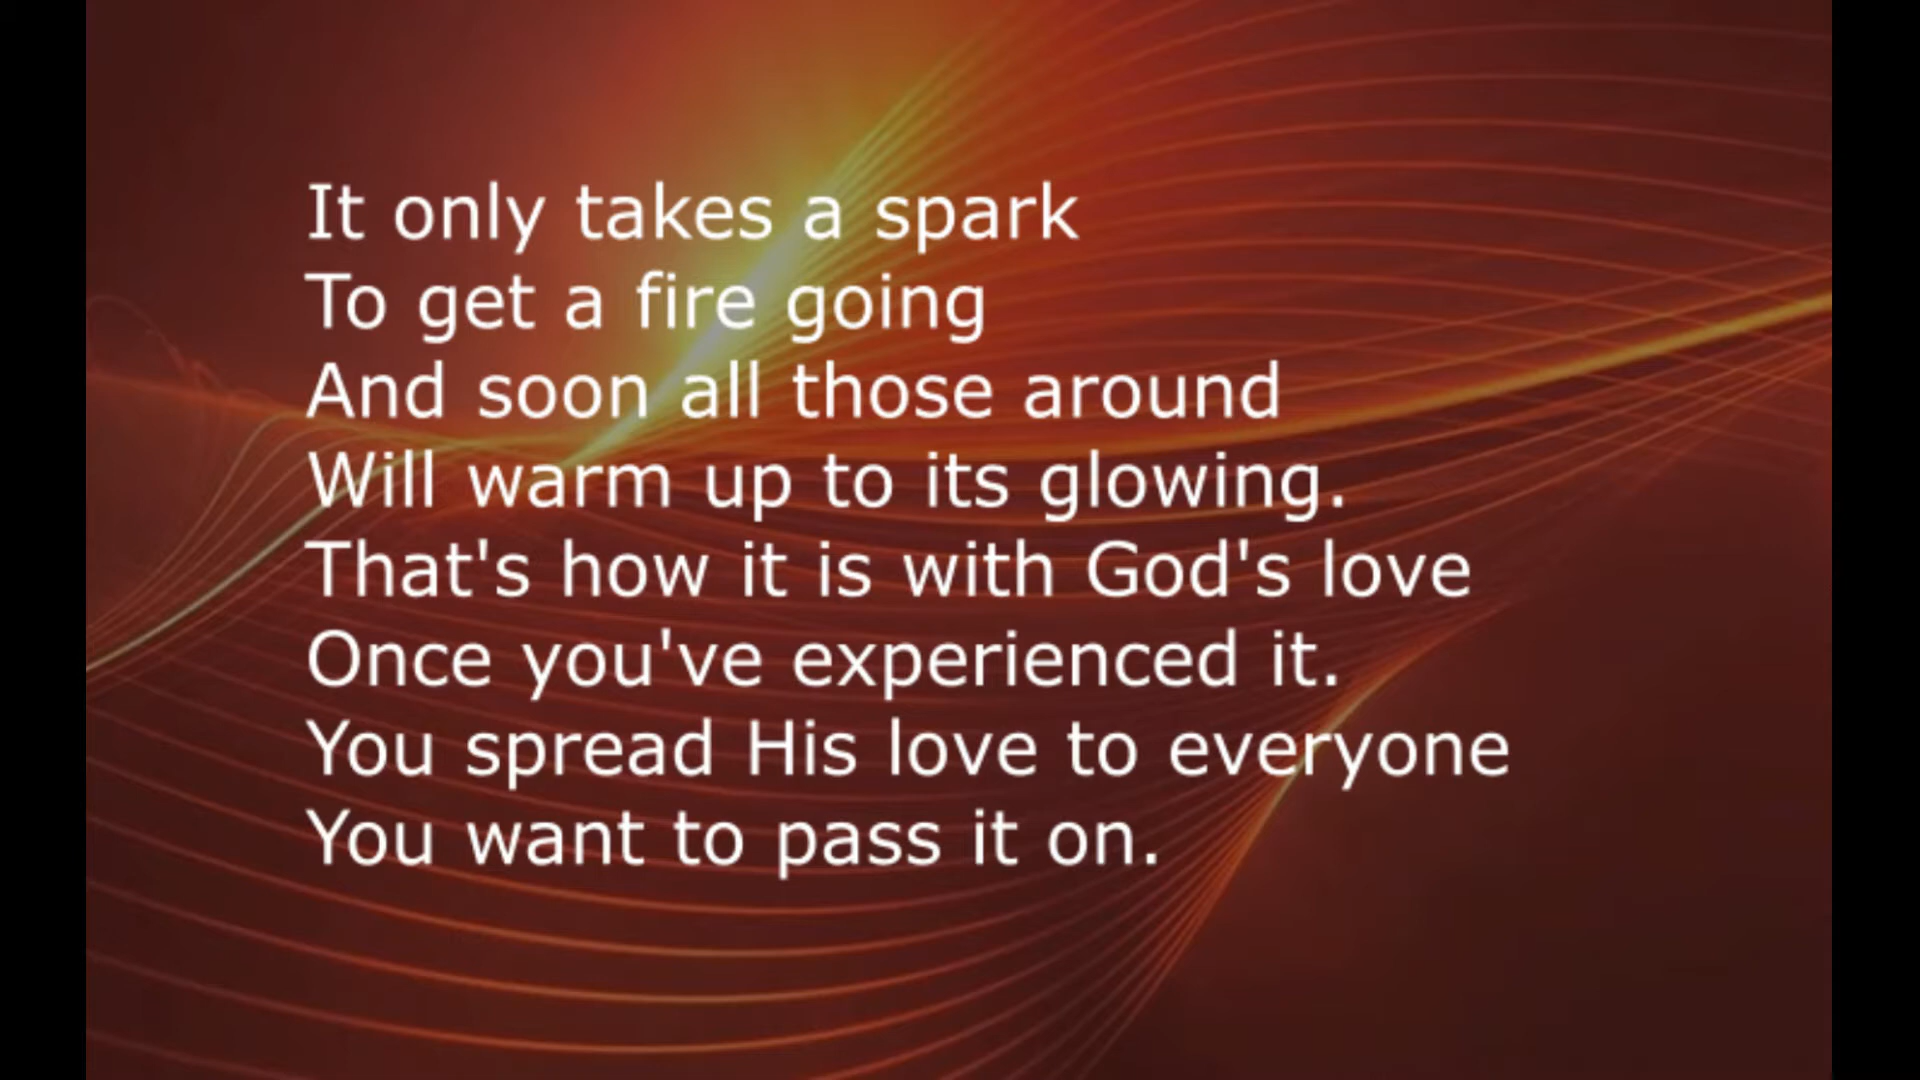 It only takes a spark
To get a fire going
And soon all those around
Will warm up to its glowing.
That's how it is with God's love
Once you've experienced it.
You spread His love to everyone
You want to pass it on.